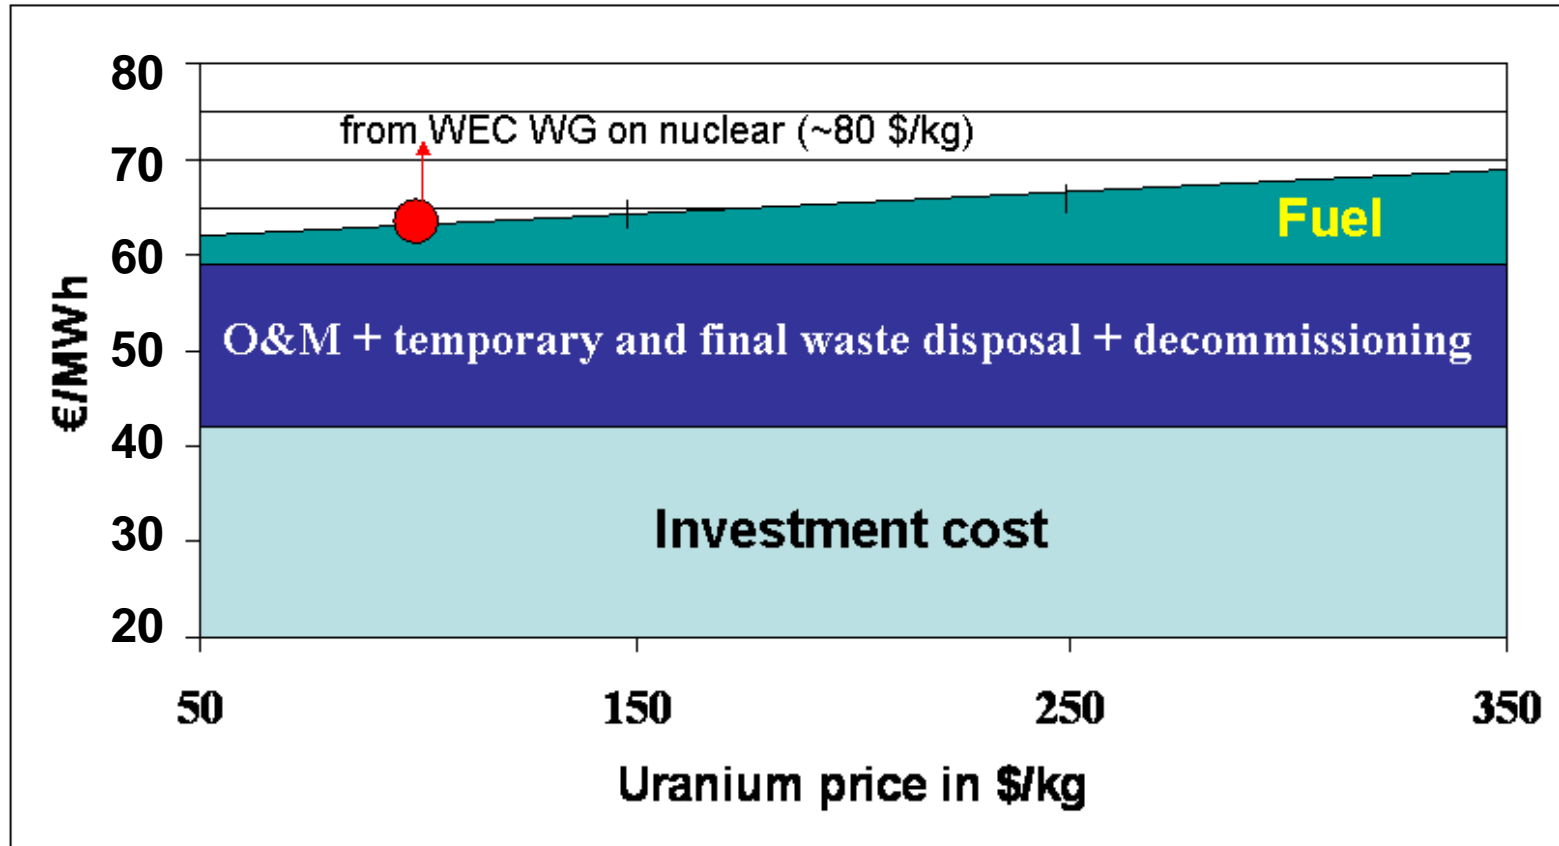 80
from WEC WG on nuclear (~80 $/kg)
70
Fuel
60
€/MWh
O&M + temporary and final waste disposal + decommissioning
50
40
Investment cost
30
20
50 150 250 350
Uranium price in $/kg